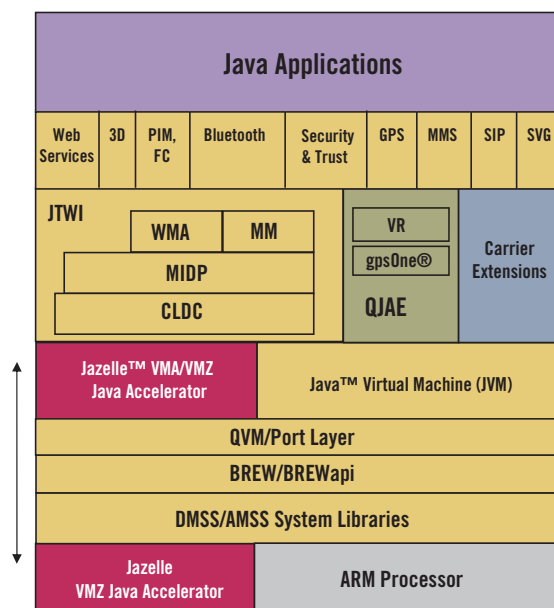 Java Applications
Web
Services
3D
PIM,
FC
Bluetooth
Security
& Trust
GPS
MMS
SIP
SVG
JTWI
WMA
MM
MIDP
CLDC
VR
gpsOne®
QJAE
Carrier
Extensions
Jazelle™ VMA/VMZ
Java Accelerator
Java™ Virtual Machine (JVM)
QVM/Port Layer
BREW/BREWapi
DMSS/AMSS System Libraries
Jazelle
VMZ Java Accelerator
ARM Processor